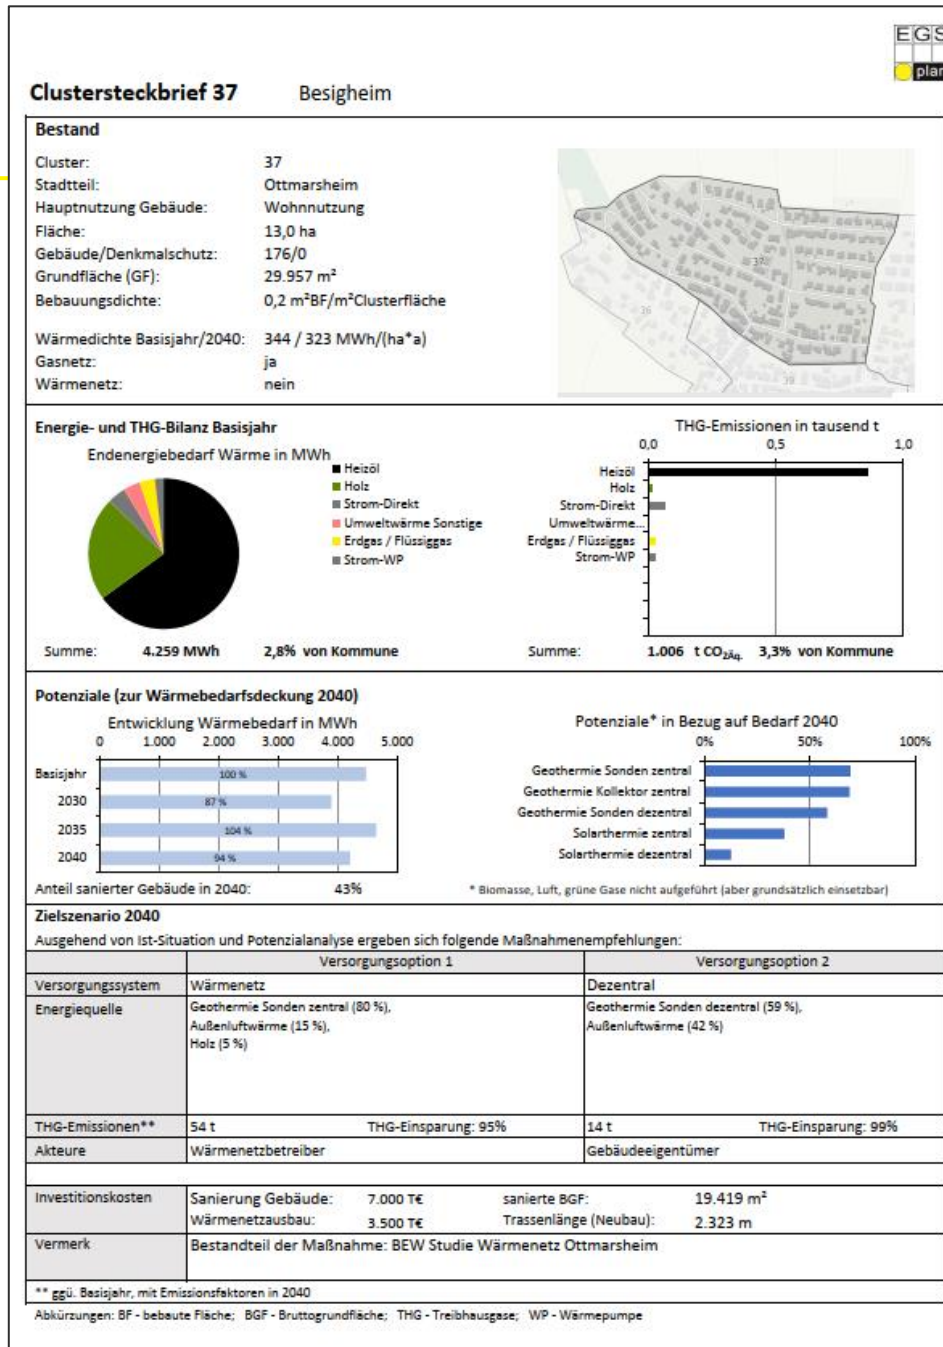 EGS
plan
Clustersteckbrief 37 Besigheim
Bestand
Cluster: 37
Stadtteil: Ottmarsheim
Hauptnutzung Gebäude: Wohnnutzung
Fläche: 13,0 ha
Gebäude/Denkmalschutz: 176/0
Grundfläche (GF): 29.957 m²
Bebauungsdichte: 0,2 m²BF/m²Clusterfläche
Wärmedichte Basisjahr/2040: 344 / 323 MWh/(ha*a)
Gasnetz: ja
Wärmenetz: nein
37
39
Energie- und THG-Bilanz Basisjahr
Endenergiebedarf Wärme in MWh
Heizöl
Holz
Strom-Direkt
Umweltwärme Sonstige
Erdgas / Flüssiggas
Strom-WP
Summe: 4.259 MWh 2,8% von Kommune
THG-Emissionen in tausend t
0,0 0,5 1,0
Heizöl
Holz
Strom-Direkt
Umweltwärme...
Erdgas / Flüssiggas
Strom-WP
Summe: 1.006 t CO₂Äq. 3,3% von Kommune
Potenziale (zur Wärmebedarfsdeckung 2040)
Entwicklung Wärmebedarf in MWh
0 1.000 2.000 3.000 4.000 5.000
Basisjahr 100 %
2030 87 %
2035 104 %
2040 94 %
Anteil sanierter Gebäude in 2040: 43%
Potenziale* in Bezug auf Bedarf 2040
0% 50% 100%
Geothermie Sonden zentral
Geothermie Kollektor zentral
Geothermie Sonden dezentral
Solarthermie zentral
Solarthermie dezentral
* Biomasse, Luft, grüne Gase nicht aufgeführt (aber grundsätzlich einsetzbar)
Zielszenario 2040
Ausgehend von Ist-Situation und Potenzialanalyse ergeben sich folgende Maßnahmenempfehlungen:
Versorgungsoption 1 Versorgungsoption 2
Versorgungssystem Wärmenetz Dezentral
Energiequelle Geothermie Sonden zentral (80 %), Geothermie Sonden dezentral (59 %),
Außenluftwärme (15 %), Außenluftwärme (42 %)
Holz (5 %)
THG-Emissionen** 54 t THG-Einsparung: 95% 14 t THG-Einsparung: 99%
Akteure Wärmenetzbetreiber Gebäudeeigentümer
Investitionskosten Sanierung Gebäude: 7.000 T€ sanierte BGF: 19.419 m²
Wärmenetzausbau: 3.500 T€ Trassenlänge (Neubau): 2.323 m
Vermerk Bestandteil der Maßnahme: BEW Studie Wärmenetz Ottmarsheim
** ggü. Basisjahr, mit Emissionsfaktoren in 2040
Abkürzungen: BF - bebaute Fläche; BGF - Bruttogrundfläche; THG - Treibhausgase; WP - Wärmepumpe